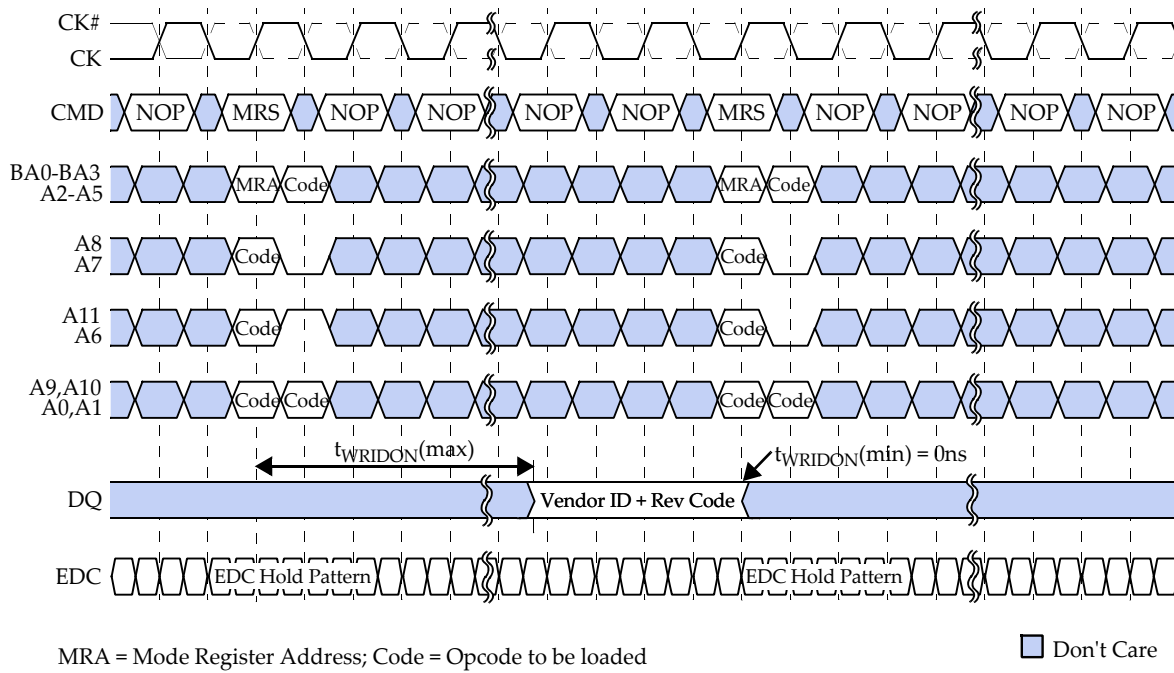 CK#
CK
CMD NOP MRS NOP NOP NOP NOP MRS NOP NOP NOP NOP
BA0-BA3
A2-A5
MRA Code MRA Code
A8
A7
Code Code
A11
A6
Code Code
A9,A10
A0,A1
Code Code Code Code
tWRIDON(max) tWRIDON(min) = 0ns
DQ Vendor ID + Rev Code
EDC EDC Hold Pattern EDC Hold Pattern
MRA = Mode Register Address; Code = Opcode to be loaded Don't Care